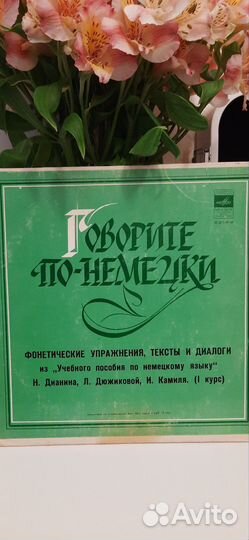 Говорите
по-немецки
ФОНЕТИЧЕСКИЕ УПРАЖНЕНИЯ, ТЕКСТЫ И ДИАЛОГИ
из „Учебного пособия по немецкому языку"
Н. Дианина, Л. Дюжиковой, И. Камиля. (I курс)
Avito